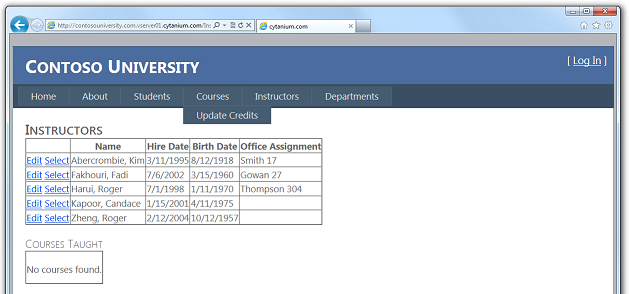 http://contosouniversity.com.vserver01.cytanium.com/Ins
cytanium.com
CONTOSO UNIVERSITY
[ Log In ]
Home About Students Courses Instructors Departments
Update Credits
INSTRUCTORS
Name Hire Date Birth Date Office Assignment
Edit Select Abercrombie, Kim 3/11/1995 8/12/1918 Smith 17
Edit Select Fakhouri, Fadi 7/6/2002 3/15/1960 Gowan 27
Edit Select Harui, Roger 7/1/1998 1/11/1970 Thompson 304
Edit Select Kapoor, Candace 1/15/2001 4/11/1975
Edit Select Zheng, Roger 2/12/2004 10/12/1957
COURSES TAUGHT
No courses found.